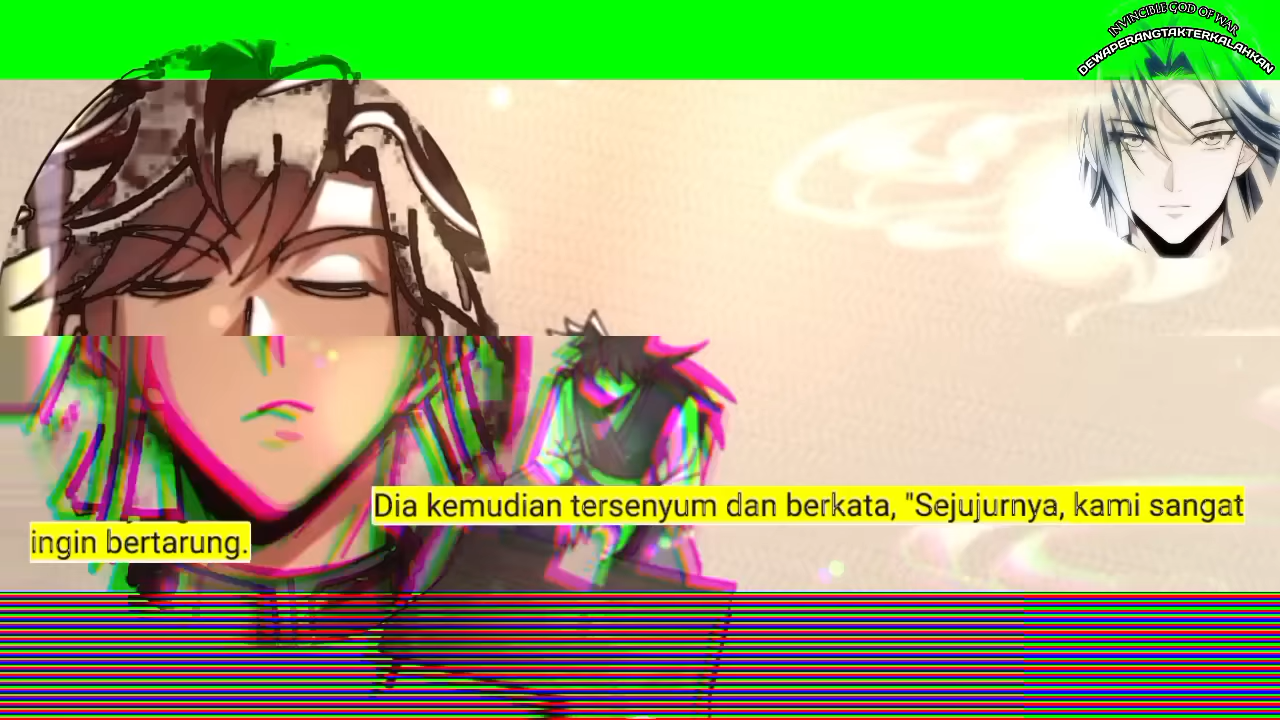 INVINCIBLE GOD OF WAR
DEWAPERANGTAKTERKALAHKAN
Dia kemudian tersenyum dan berkata, "Sejujurnya, kami sangat
ingin bertarung.